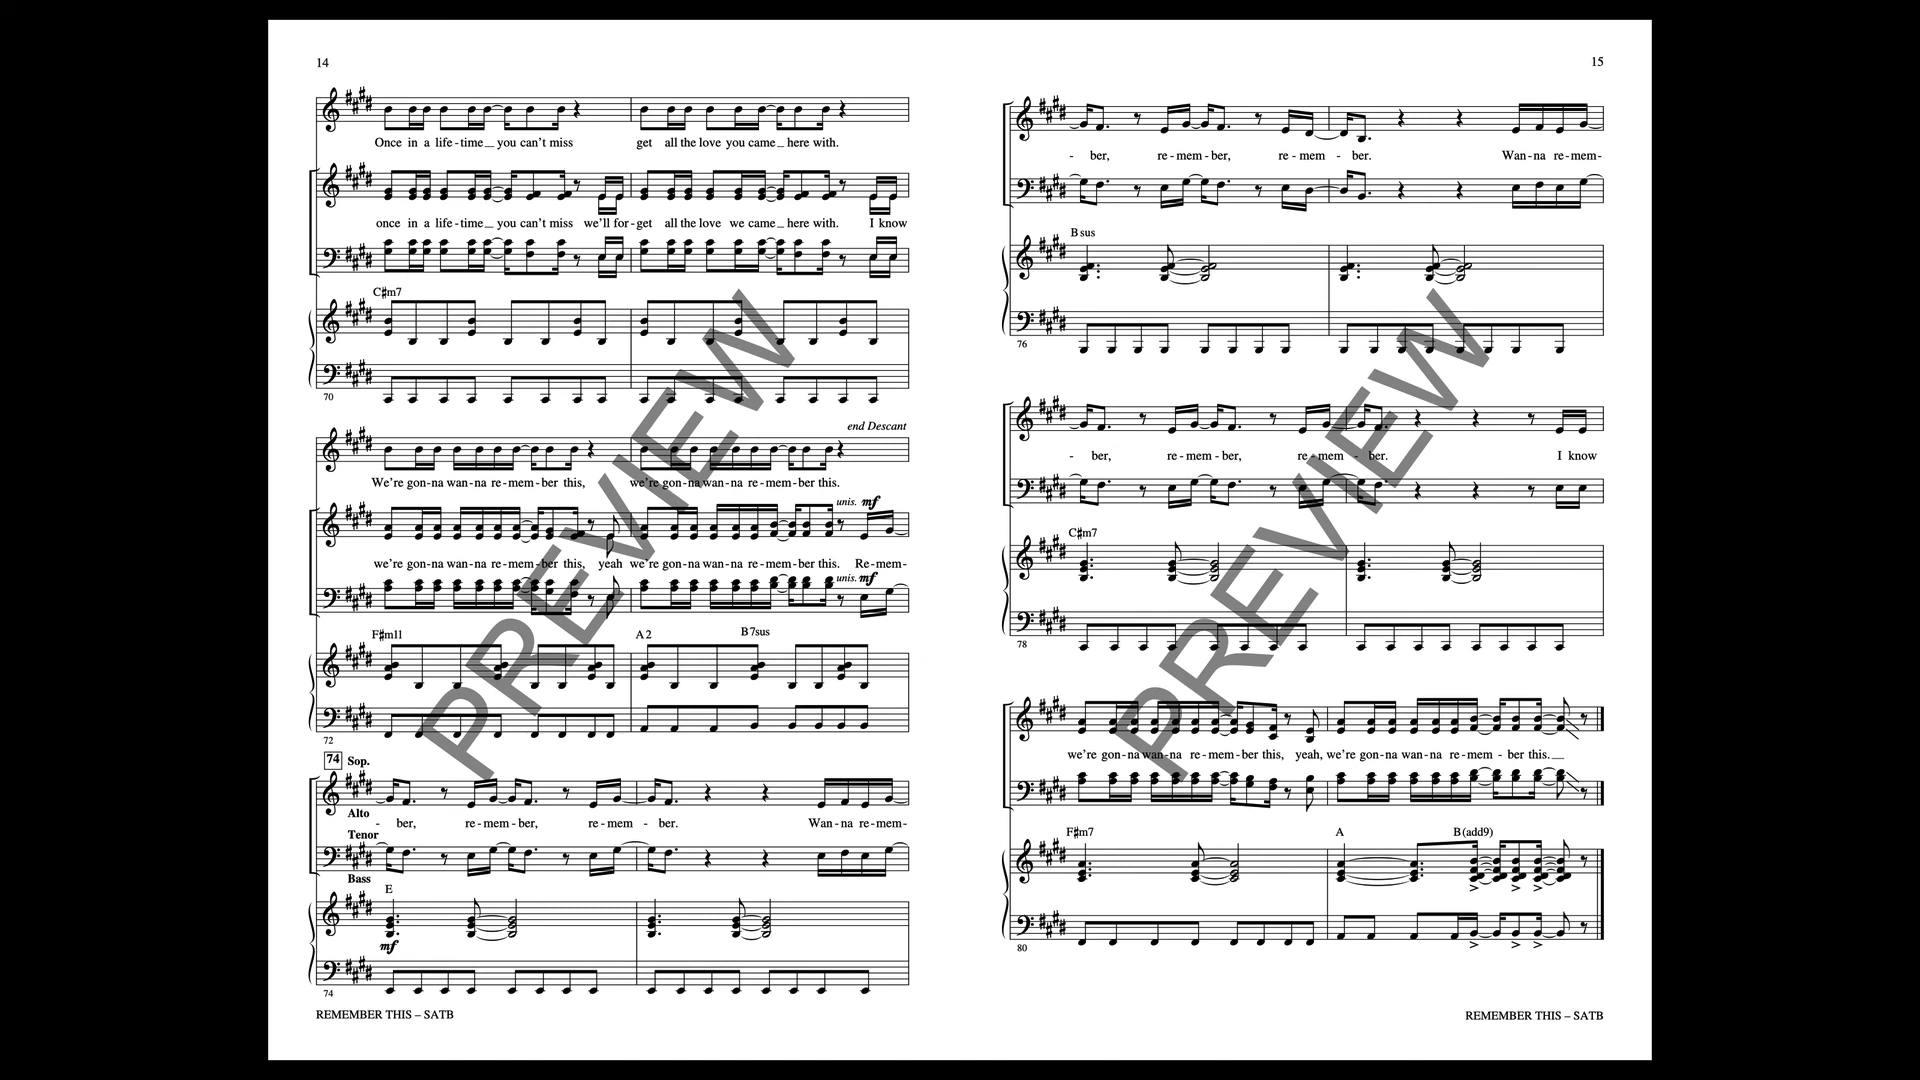 14
Once in a life - time you can't miss get all the love you came here with.
once in a life - time you can't miss we'll for - get all the love we came here with. I know
C♯m7
70
end Descant
We're gon - na wan - na re - mem - ber this, we're gon - na wan - na re - mem - ber this.
unis. mf
we're gon - na wan - na re - mem - ber this, yeah we're gon - na wan - na re - mem - ber this. Re - mem -
unis. mf
F♯m11 A2 B7sus
72
74 Sop.
Alto
- ber, re - mem - ber, re - mem - ber. Wan - na re - mem -
Tenor
Bass
E
mf
74
REMEMBER THIS – SATB
15
- ber, re - mem - ber, re - mem - ber. Wan - na re - mem -
Bsus
76
- ber, re - mem - ber, re - mem - ber. I know
C♯m7
78
we're gon - na wan - na re - mem - ber this, yeah, we're gon - na wan - na re - mem - ber this.
F♯m7 A B(add9)
80
REMEMBER THIS – SATB
PREVIEW
PREVIEW